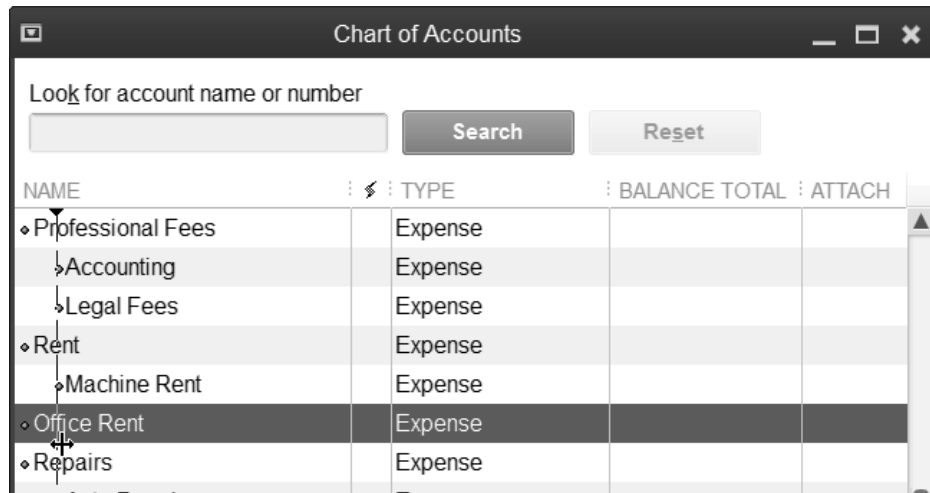 Chart of Accounts
Look for account name or number
Search Reset
NAME TYPE BALANCE TOTAL ATTACH
Professional Fees Expense
Accounting Expense
Legal Fees Expense
Rent Expense
Machine Rent Expense
Office Rent Expense
Repairs Expense